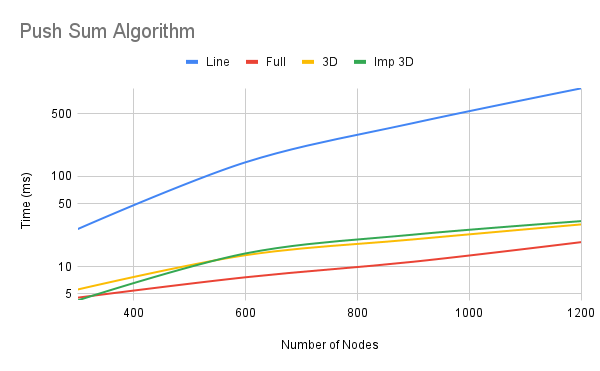 Push Sum Algorithm
Line Full 3D Imp 3D
500
100
50
10
5
Time (ms)
400 600 800 1000 1200
Number of Nodes